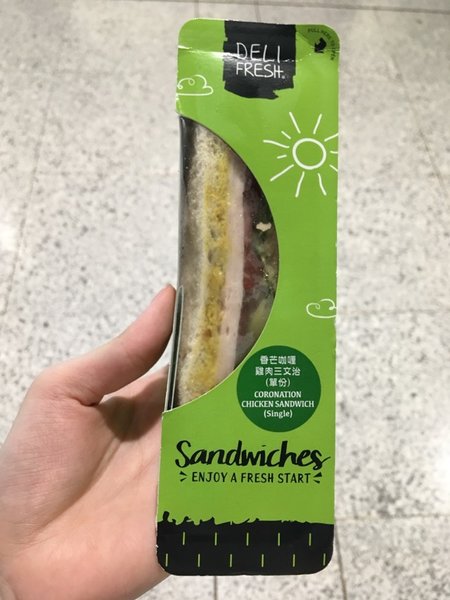 DELI
FRESH
香芒咖喱
雞肉三文治
(單份)
CORONATION
CHICKEN SANDWICH
(Single)
Sandwiches
ENJOY A FRESH START